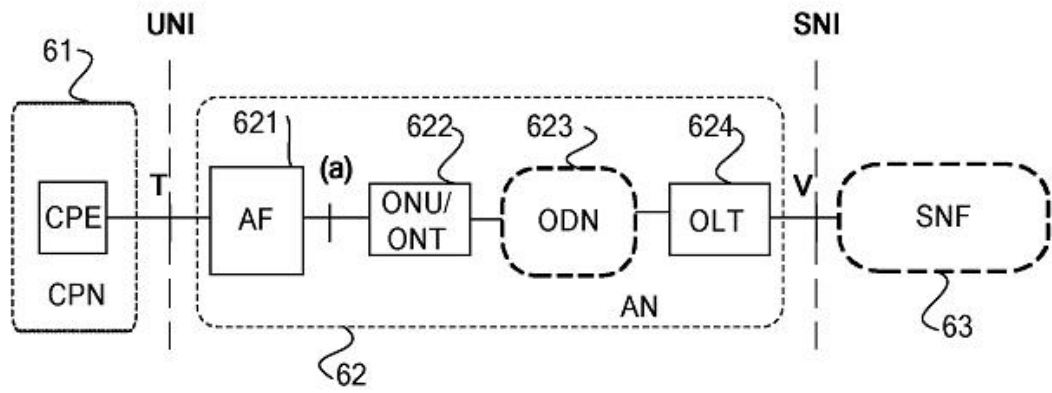 UNI
SNI
61
621
622
623
624
(a)
T
V
CPE
AF
ONU/
ONT
ODN
OLT
SNF
CPN
AN
62
63